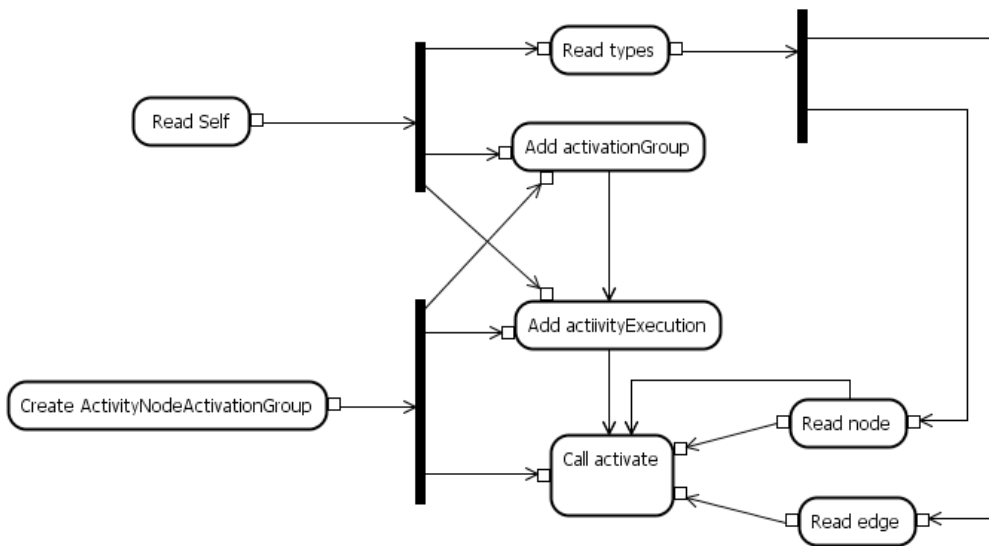 Read types
Read Self
Add activationGroup
Add actiivityExecution
Create ActivityNodeActivationGroup
Read node
Call activate
Read edge